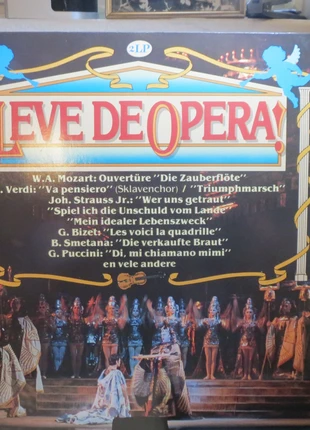 2LP
LEVE DE OPERA!
W.A. Mozart: Ouvertüre "Die Zauberflöte"
. Verdi: "Va pensiero" (Sklavenchor) / "Triumphmarsch"
Joh. Strauss Jr.: "Wer uns getraut"
"Spiel ich die Unschuld vom Lande"
"Mein idealer Lebenszweck"
G. Bizet: "Les voici la quadrille"
B. Smetana: "Die verkaufte Braut"
G. Puccini: "Di, mi chiamano mimi"
en vele andere